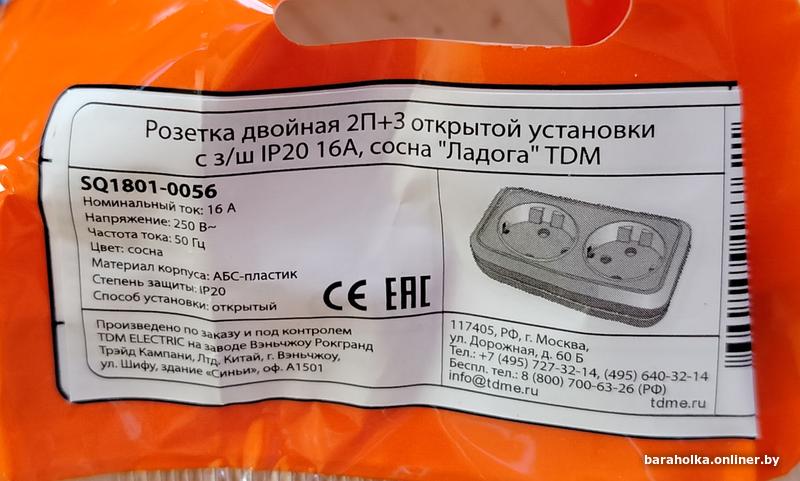 Розетка двойная 2П+3 открытой установки
с з/ш IP20 16А, сосна "Ладога" TDM
SQ1801-0056
Номинальный ток: 16 А
Напряжение: 250 В~
Частота тока: 50 Гц
Цвет: сосна
Материал корпуса: АБС-пластик
Степень защиты: IP20
Способ установки: открытый
CE EAC
Произведено по заказу и под контролем
TDM ELECTRIC на заводе Вэньчжоу Рокгранд
Трэйд Кампани, Лтд. Китай, г. Вэньчжоу,
ул. Шифу, здание «Синьи», оф. А1501
117405, РФ, г. Москва,
ул. Дорожная, д. 60 Б
Тел.: +7 (495) 727-32-14, (495) 640-32-14
Беспл. тел.: 8 (800) 700-63-26 (РФ)
info@tdme.ru
tdme.ru
baraholka.onliner.by